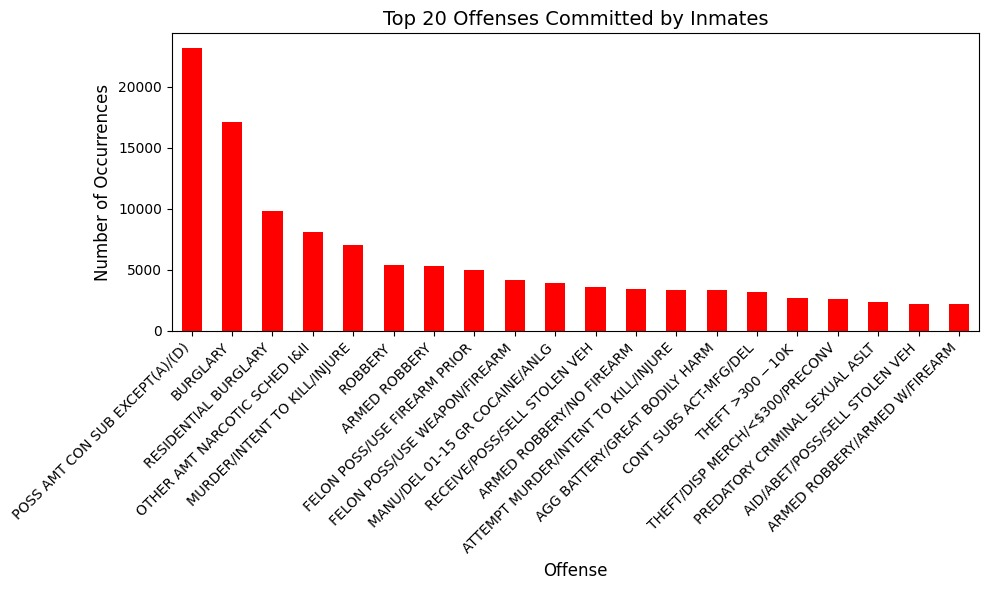 Top 20 Offenses Committed by Inmates
Number of Occurrences
20000
15000
10000
5000
0
POSS AMT CON SUB EXCEPT(A)/(D)
BURGLARY
RESIDENTIAL BURGLARY
OTHER AMT NARCOTIC SCHED I&II
MURDER/INTENT TO KILL/INJURE
ROBBERY
ARMED ROBBERY
FELON POSS/USE FIREARM PRIOR
FELON POSS/USE WEAPON/FIREARM
MANU/DEL 01-15 GR COCAINE/ANLG
RECEIVE/POSS/SELL STOLEN VEH
ARMED ROBBERY/NO FIREARM
ATTEMPT MURDER/INTENT TO KILL/INJURE
AGG BATTERY/GREAT BODILY HARM
CONT SUBS ACT-MFG/DEL
THEFT >300 − 10K
THEFT/DISP MERCH/<$300/PRECONV
PREDATORY CRIMINAL SEXUAL ASLT
AID/ABET/POSS/SELL STOLEN VEH
ARMED ROBBERY/ARMED W/FIREARM
Offense